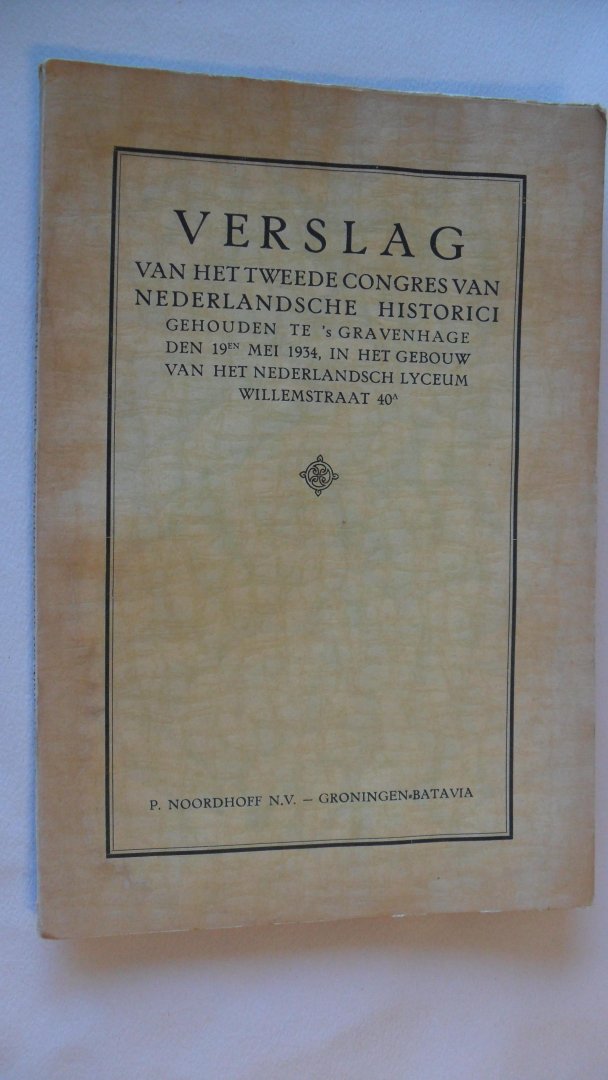 VERSLAG
VAN HET TWEEDE CONGRES VAN
NEDERLANDSCHE HISTORICI
GEHOUDEN TE 's GRAVENHAGE
DEN 19EN MEI 1934, IN HET GEBOUW
VAN HET NEDERLANDSCH LYCEUM
WILLEMSTRAAT 40A
P. NOORDHOFF N.V. — GRONINGEN-BATAVIA